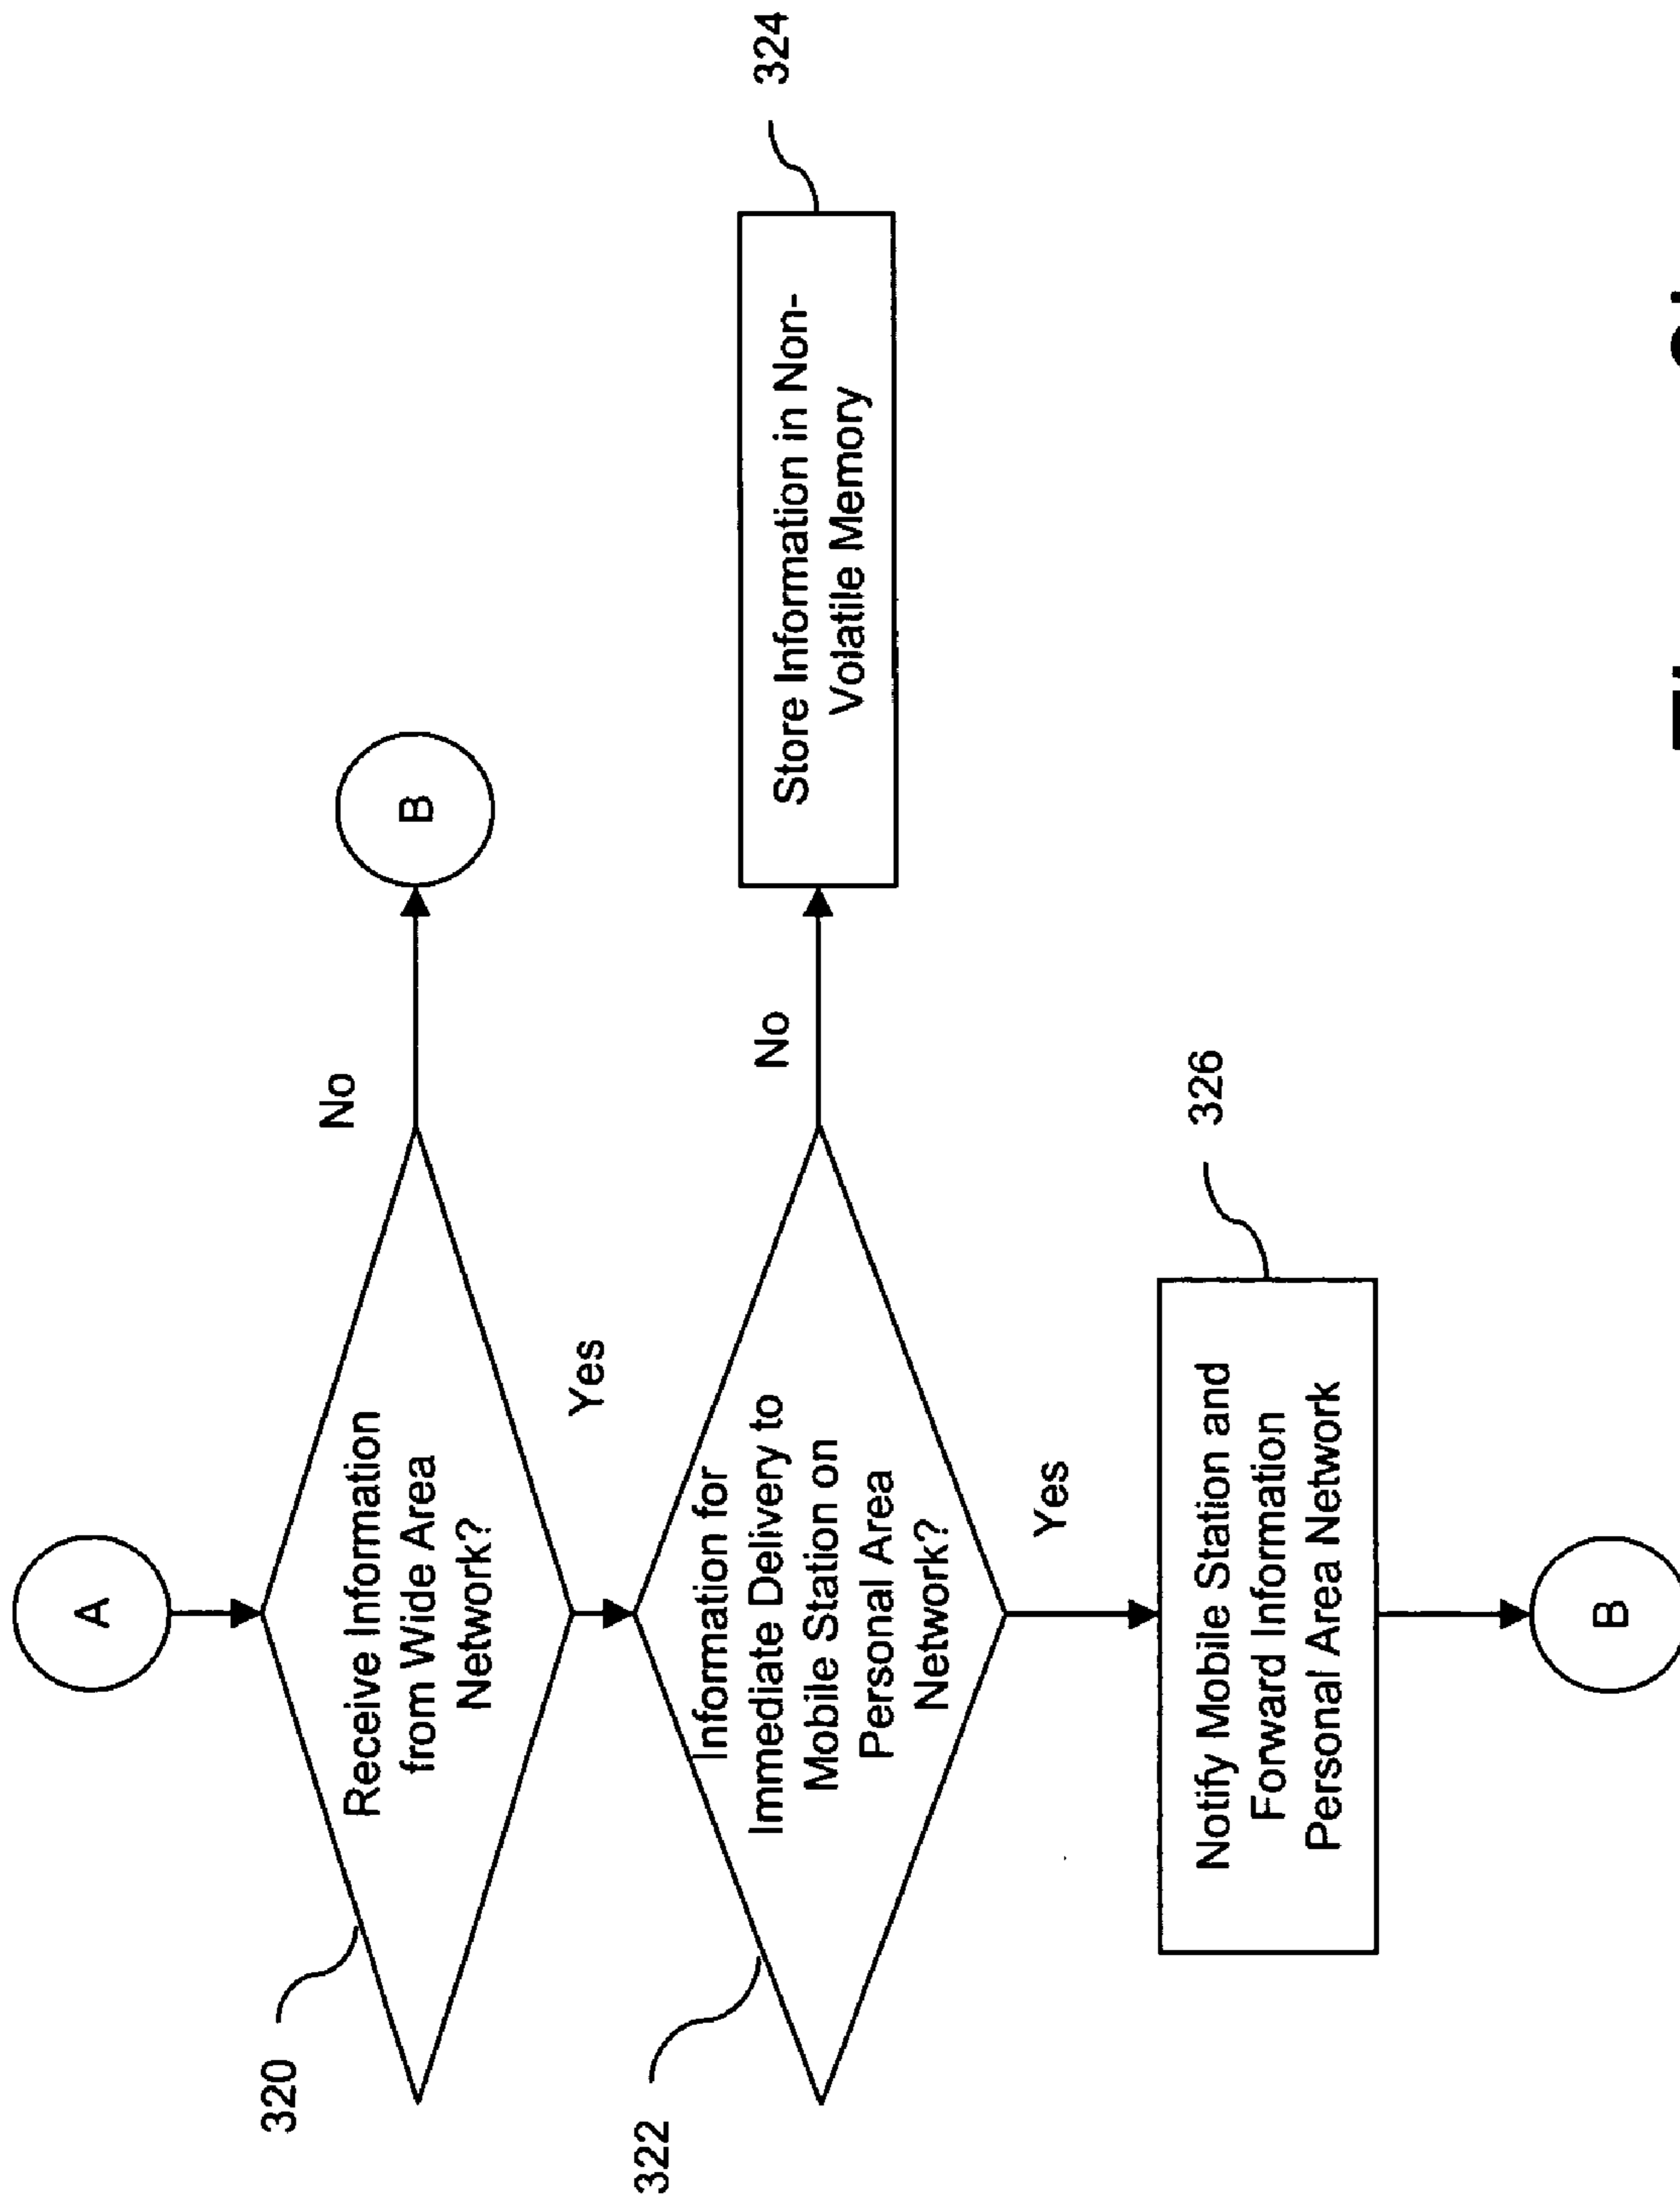 A
320
Receive Information
from Wide Area
Network?
No
B
Yes
322
Information for
Immediate Delivery to
Mobile Station on
Personal Area
Network?
No
324
Store Information in Non-
Volatile Memory
Yes
326
Notify Mobile Station and
Forward Information
Personal Area Network
B